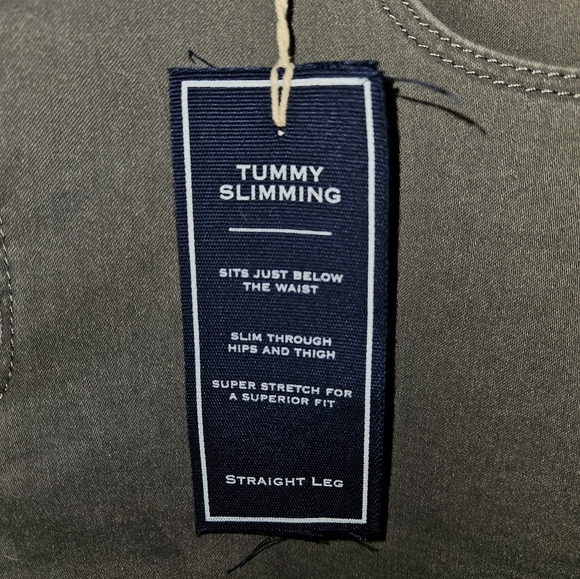 TUMMY
SLIMMING
SITS JUST BELOW
THE WAIST
SLIM THROUGH
HIPS AND THIGH
SUPER STRETCH FOR
A SUPERIOR FIT
STRAIGHT LEG